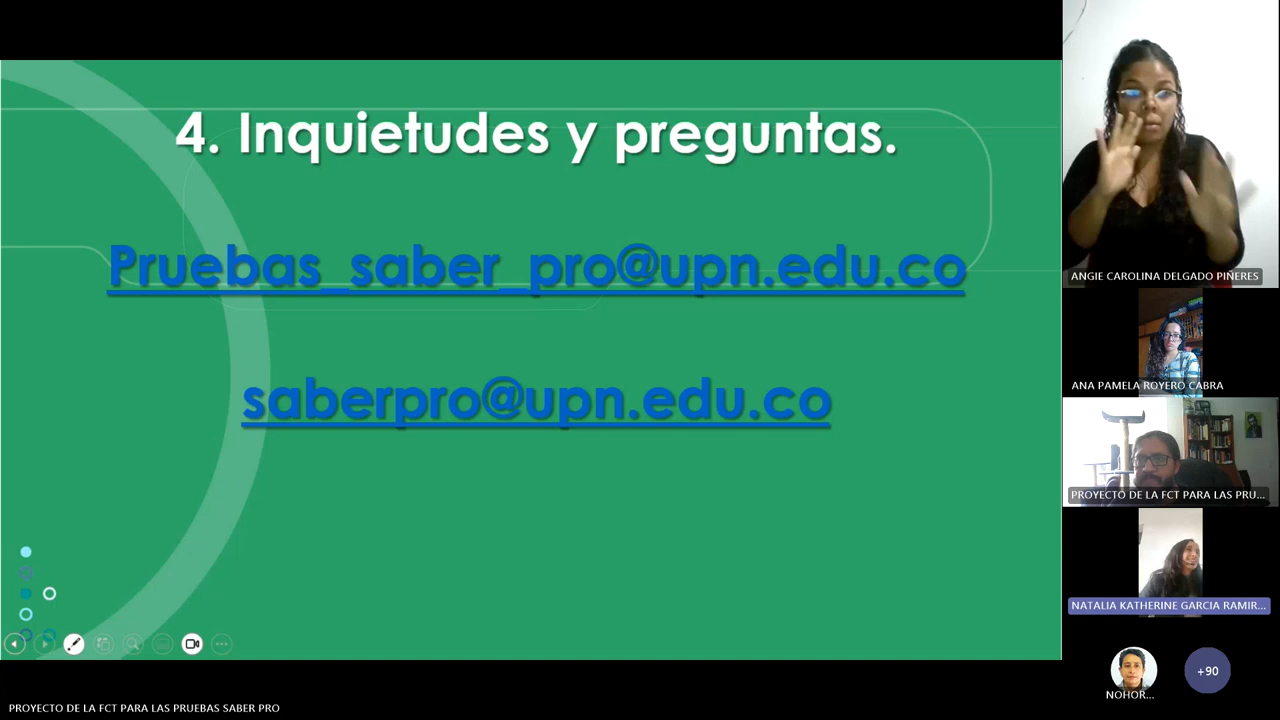 4. Inquietudes y preguntas.
Pruebas_saber_pro@upn.edu.co
saberpro@upn.edu.co
ANGIE CAROLINA DELGADO PIÑERES
ANA PAMELA ROYERO CABRA
PROYECTO DE LA FCT PARA LAS PRU...
NATALIA KATHERINE GARCIA RAMIR...
NOHOR...
+90
PROYECTO DE LA FCT PARA LAS PRUEBAS SABER PRO